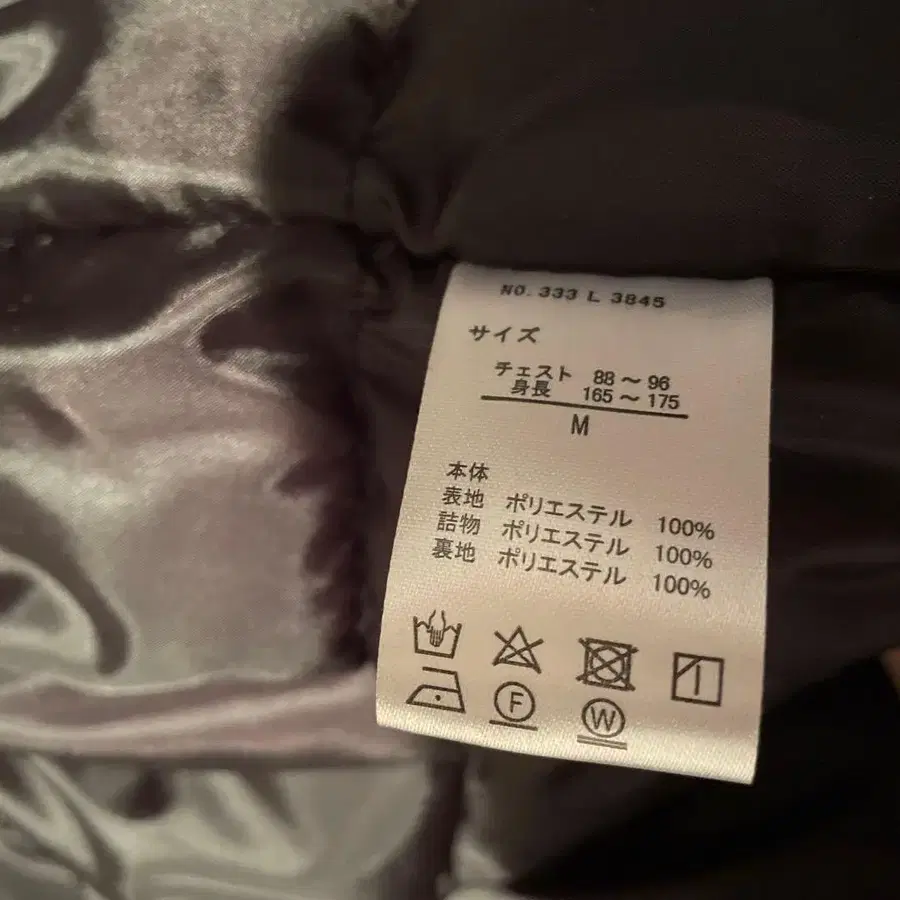 NO. 333 L 3845
サイズ
チェスト 88～96
身長 165～175
M
本体
表地 ポリエステル 100%
詰物 ポリエステル 100%
裏地 ポリエステル 100%
F
W